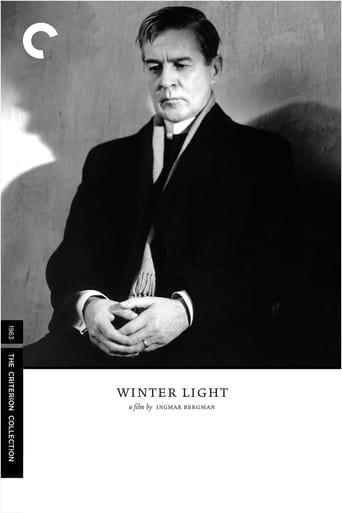 WINTER LIGHT
a film by INGMAR BERGMAN
1963
THE CRITERION COLLECTION